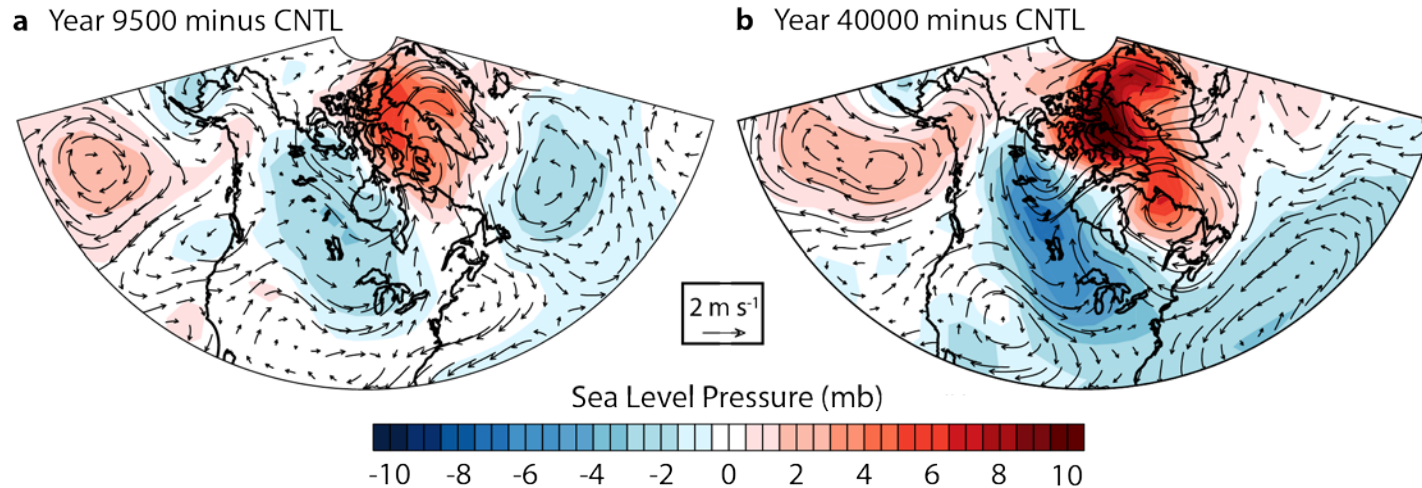 a Year 9500 minus CNTL
b Year 40000 minus CNTL
2 m s⁻¹
Sea Level Pressure (mb)
-10 -8 -6 -4 -2 0 2 4 6 8 10